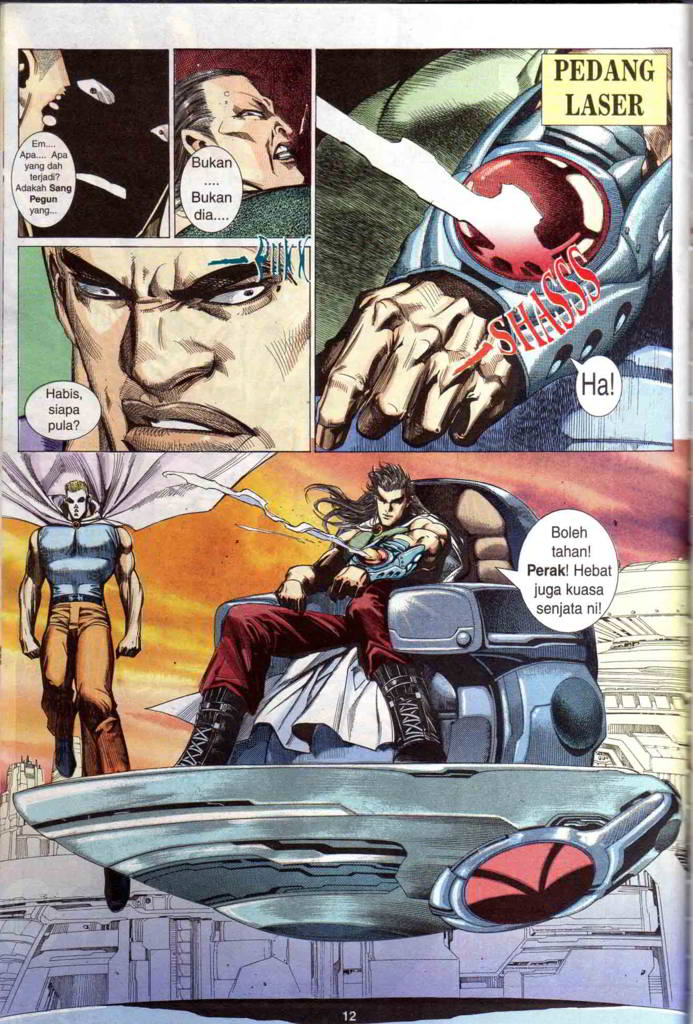 Em....
Apa.... Apa
yang dah
terjadi?
Adakah Sang
Pegun
yang...
Bukan
....
Bukan
dia....
PEDANG
LASER
SHASSS
Ha!
Habis,
siapa
pula?
Boleh
tahan!
Perak! Hebat
juga kuasa
senjata ni!
12